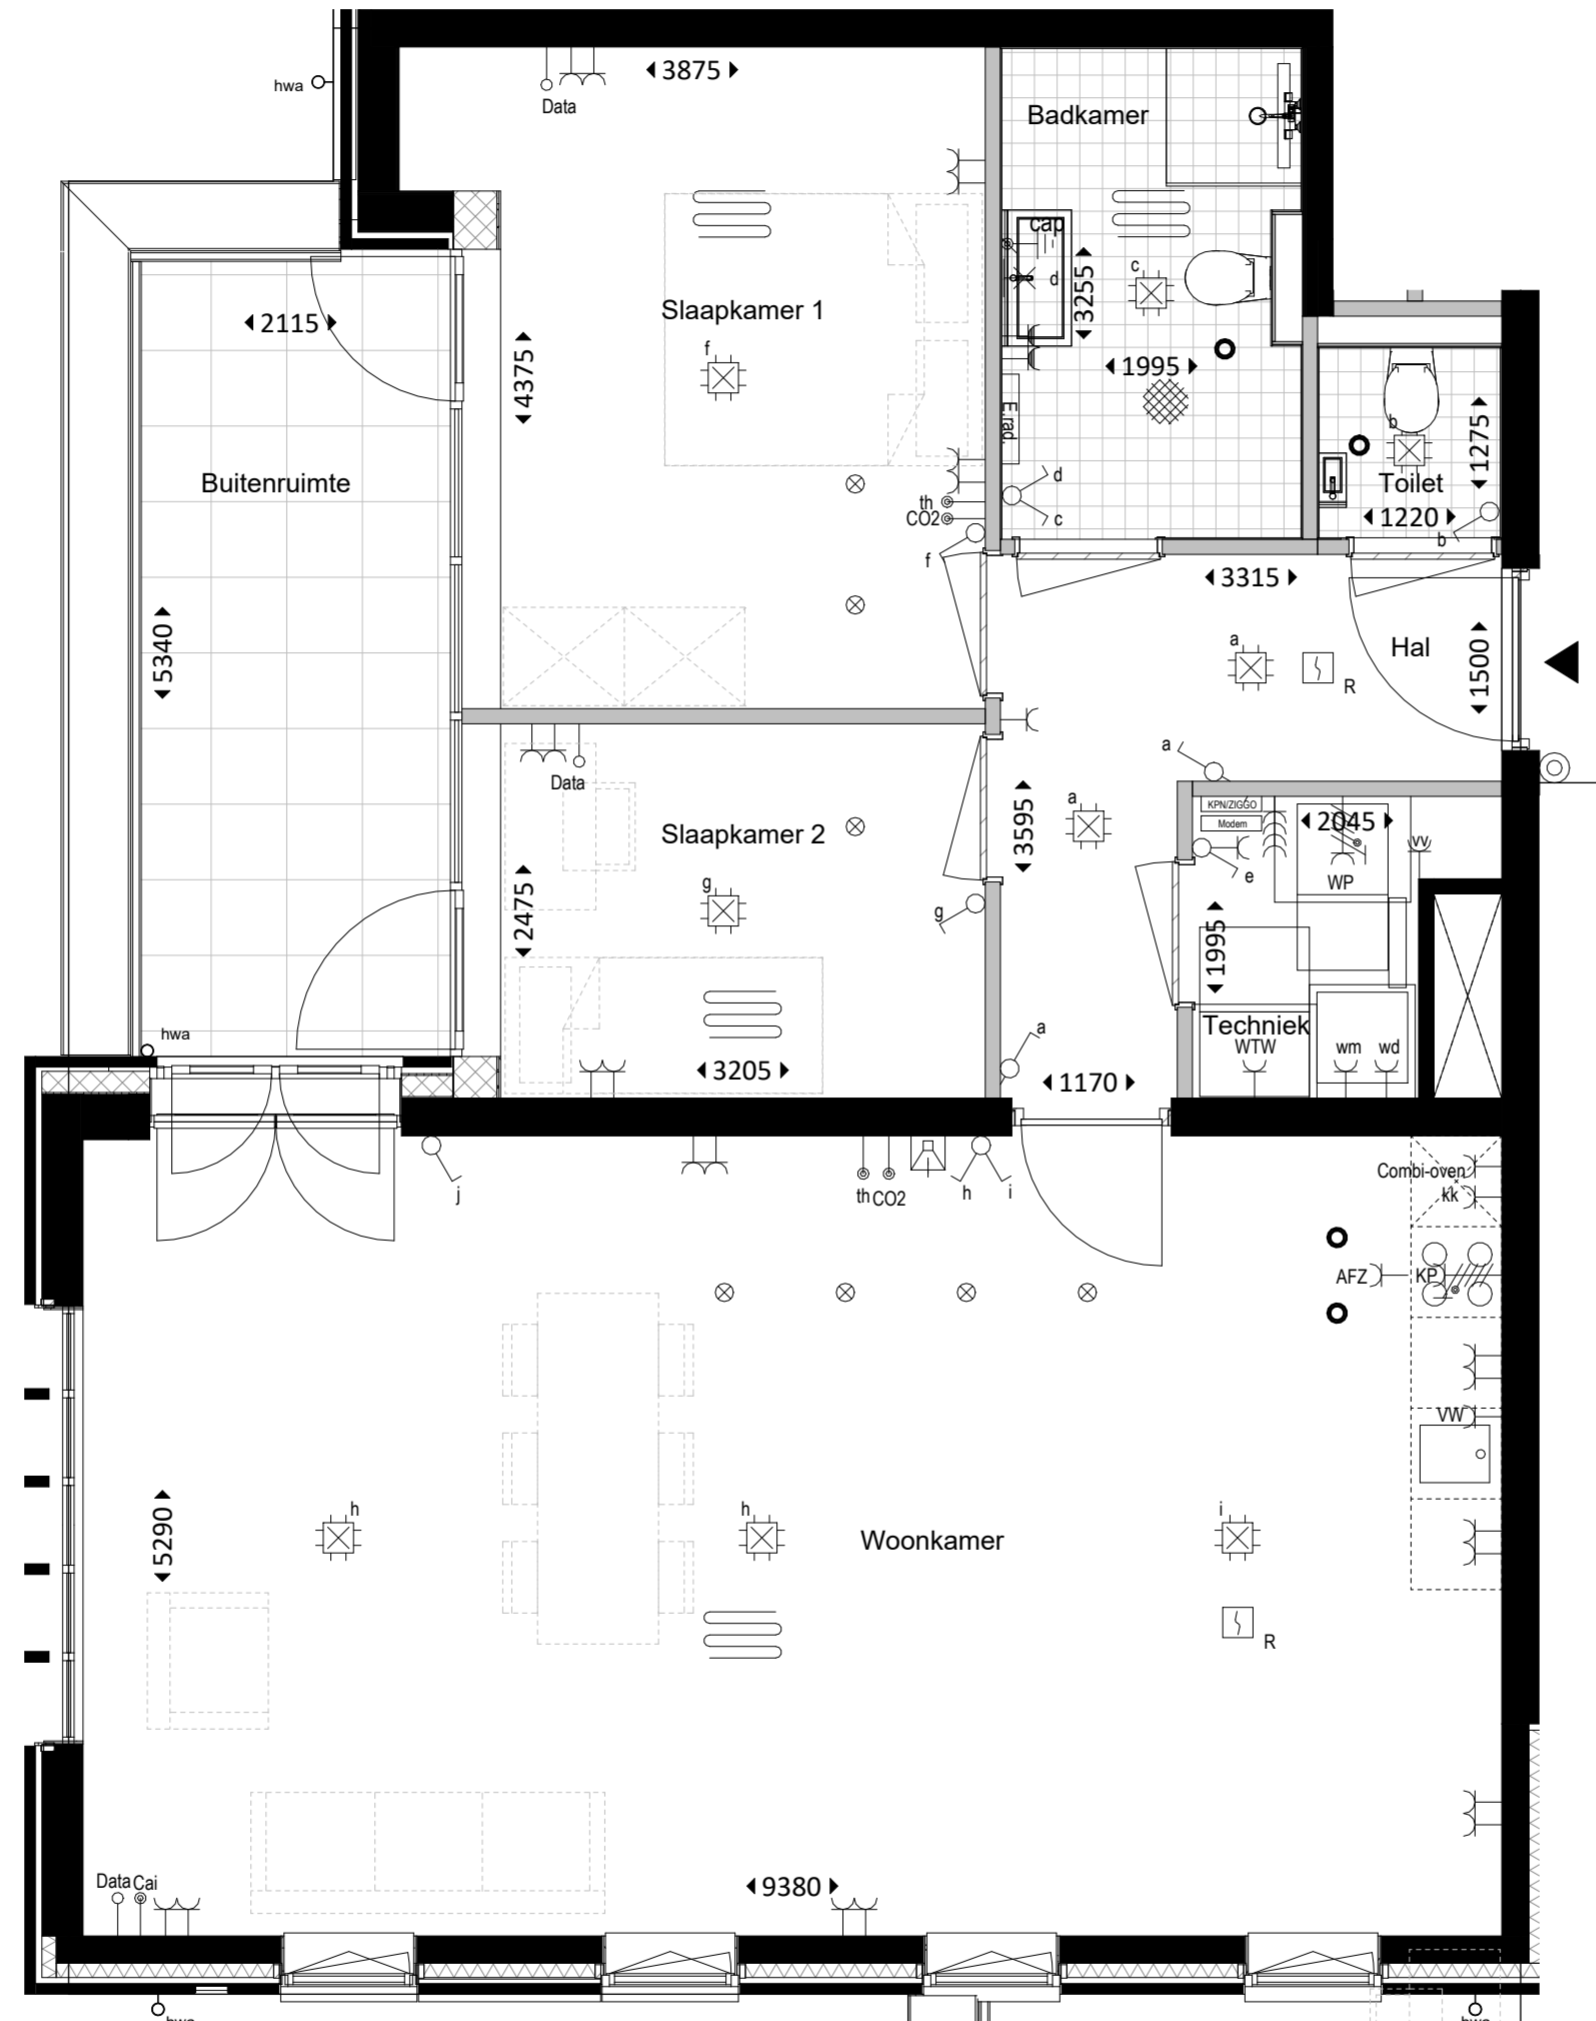 3875
hwa
Data
Badkamer
cap
d
c
3255
Slaapkamer 1
f
2115
4375
1995
E.rad.
b
1275
Toilet
1220
b
Buitenruimte
th
CO2
d
c
f
3315
5340
Hal
a
R
1500
a
Data
Slaapkamer 2
3595
a
KPN/ZIGGO
Modem
2045
vv
e
WP
g
2475
g
1995
hwa
Techniek
WTW
wm
wd
a
3205
1170
j
th
CO2
h
i
Combi-oven
kk
AFZ
KP
VW
h
h
i
5290
Woonkamer
R
Data
Cai
9380
hwa
hwa